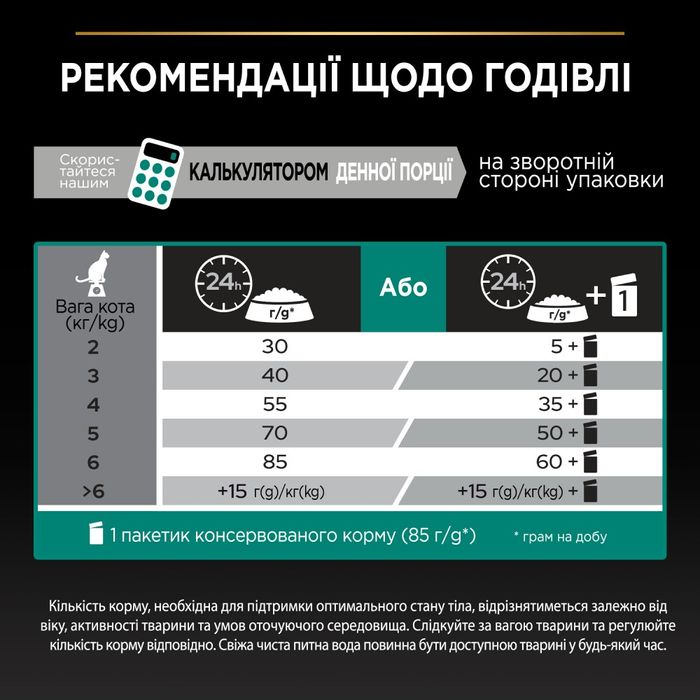 РЕКОМЕНДАЦІЇ ЩОДО ГОДІВЛІ
Скорис-
тайтеся
нашим
КАЛЬКУЛЯТОРОМ ДЕННОЇ ПОРЦІЇ
на зворотній
стороні упаковки
Вага кота
(кг/kg)
24h
г/g*
Або
24h
г/g*
+ 1
2 30 5 +
3 40 20 +
4 55 35 +
5 70 50 +
6 85 60 +
>6 +15 г(g)/кг(kg) +15 г(g)/кг(kg) +
1 пакетик консервованого корму (85 г/g*) * грам на добу
Кількість корму, необхідна для підтримки оптимального стану тіла, відрізнятиметься залежно від
віку, активності тварини та умов оточуючого середовища. Слідкуйте за вагою тварини та регулюйте
кількість корму відповідно. Свіжа чиста питна вода повинна бути доступною тварині у будь-який час.